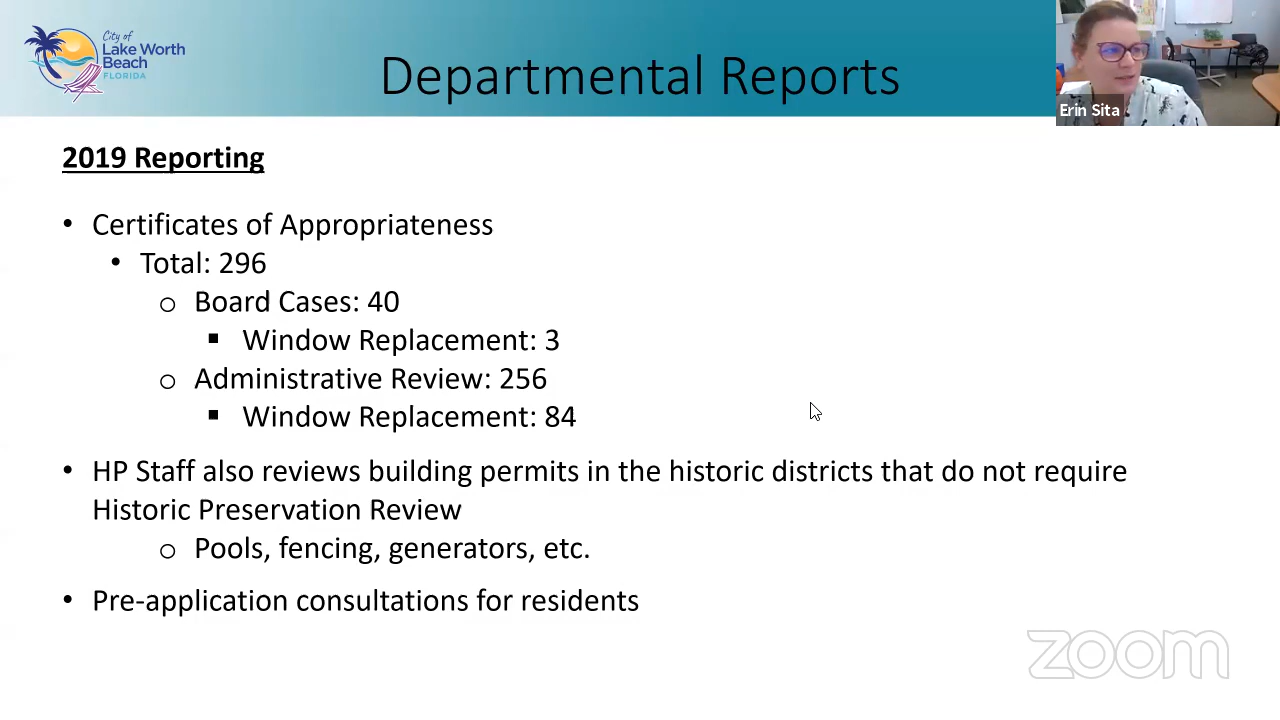 City of
Lake Worth
Beach
FLORIDA
Departmental Reports
Erin Sita
2019 Reporting
• Certificates of Appropriateness
• Total: 296
o Board Cases: 40
▪ Window Replacement: 3
o Administrative Review: 256
▪ Window Replacement: 84
• HP Staff also reviews building permits in the historic districts that do not require
Historic Preservation Review
o Pools, fencing, generators, etc.
• Pre-application consultations for residents
zoom